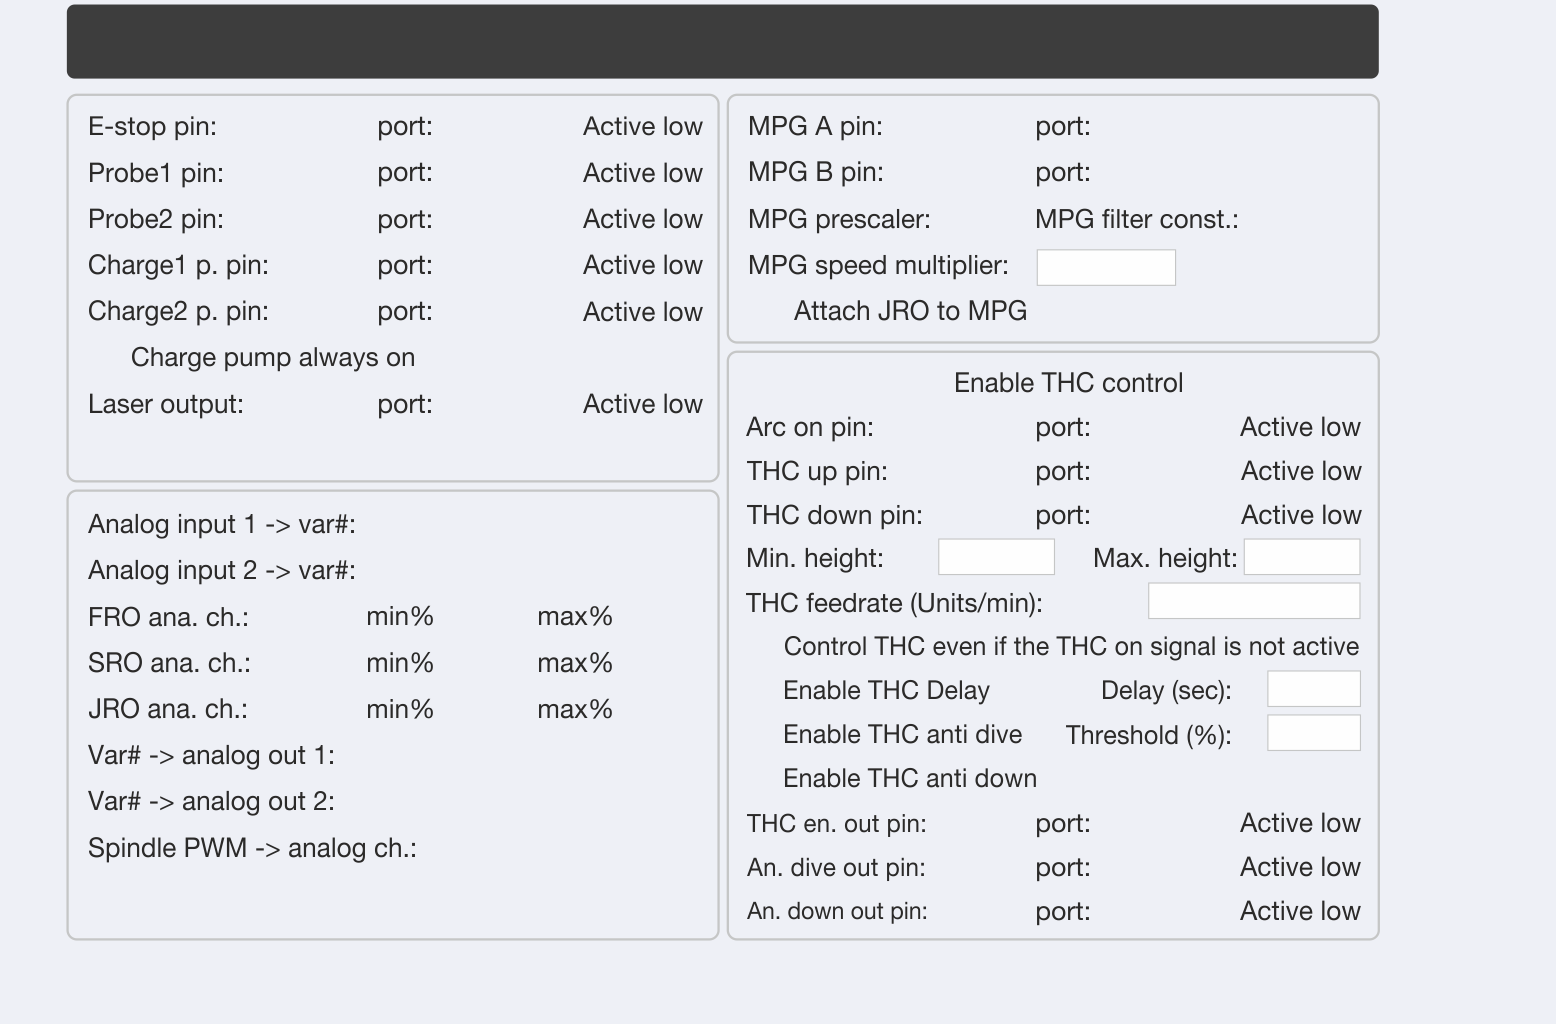 E-stop pin: port: Active low
Probe1 pin: port: Active low
Probe2 pin: port: Active low
Charge1 p. pin: port: Active low
Charge2 p. pin: port: Active low
Charge pump always on
Laser output: port: Active low
Analog input 1 -> var#:
Analog input 2 -> var#:
FRO ana. ch.: min% max%
SRO ana. ch.: min% max%
JRO ana. ch.: min% max%
Var# -> analog out 1:
Var# -> analog out 2:
Spindle PWM -> analog ch.:
MPG A pin: port:
MPG B pin: port:
MPG prescaler: MPG filter const.:
MPG speed multiplier:
Attach JRO to MPG
Enable THC control
Arc on pin: port: Active low
THC up pin: port: Active low
THC down pin: port: Active low
Min. height: Max. height:
THC feedrate (Units/min):
Control THC even if the THC on signal is not active
Enable THC Delay Delay (sec):
Enable THC anti dive Threshold (%):
Enable THC anti down
THC en. out pin: port: Active low
An. dive out pin: port: Active low
An. down out pin: port: Active low